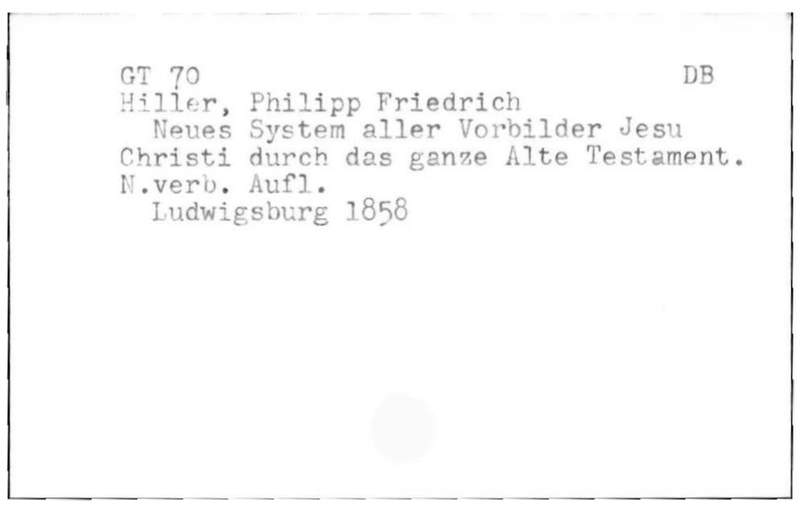 GT 70 DB
Hiller, Philipp Friedrich
Neues System aller Vorbilder Jesu
Christi durch das ganze Alte Testament.
N.verb. Aufl.
Ludwigsburg 1858